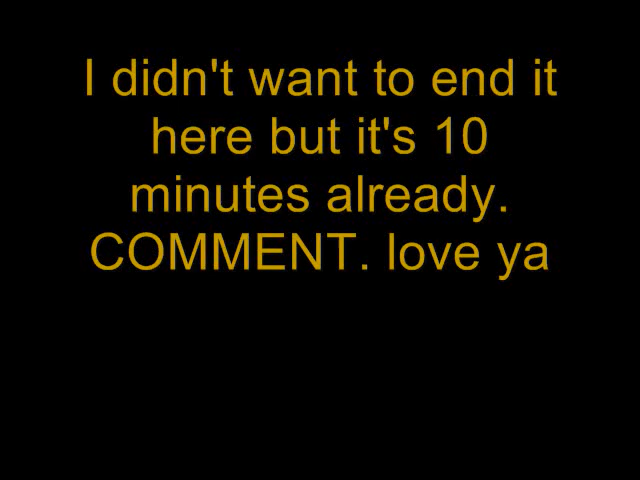 I didn't want to end it
here but it's 10
minutes already.
COMMENT. love ya